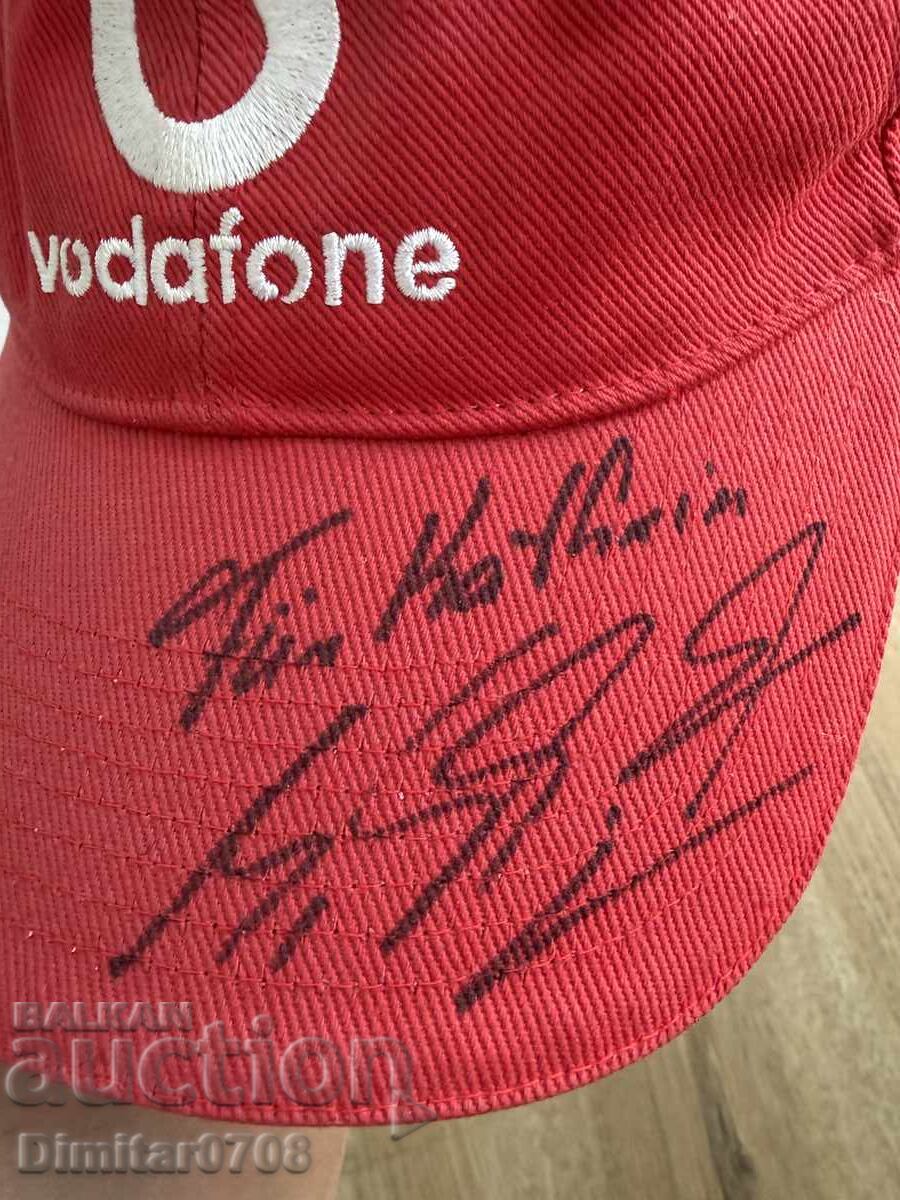 vodafone
Für Kathrin
BALKAN
auction
Dimitar0708